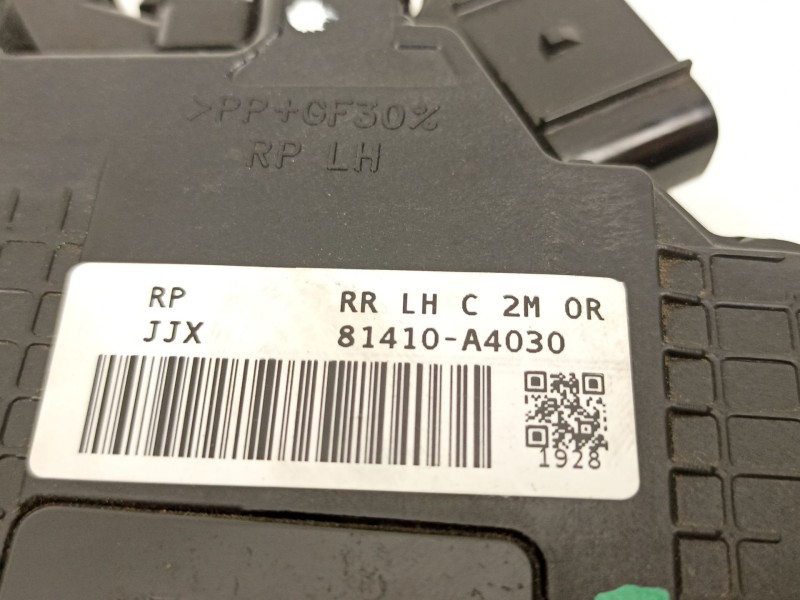 >PP+GF30%
RP LH
RP RR LH C 2M OR
JJX 81410-A4030
1928